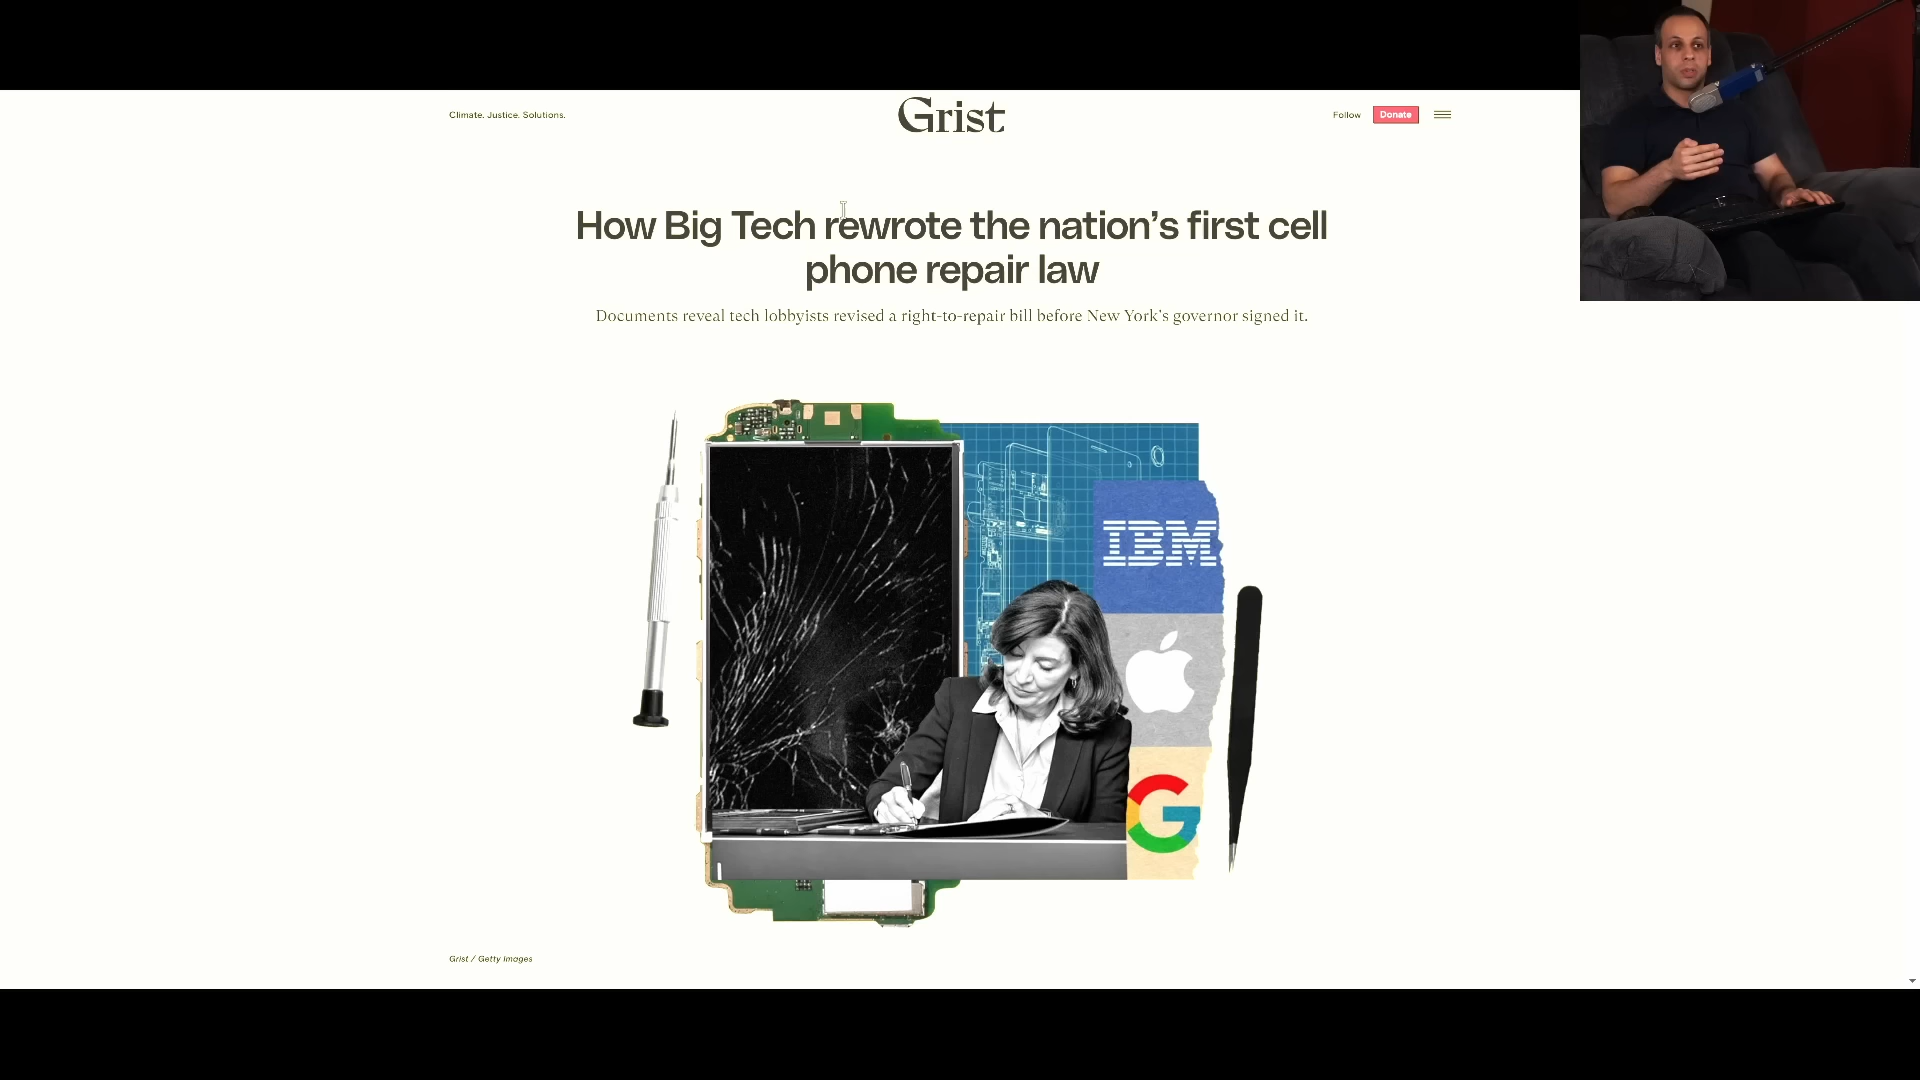 Climate. Justice. Solutions.
Grist
Follow
Donate
How Big Tech rewrote the nation's first cell
phone repair law
Documents reveal tech lobbyists revised a right-to-repair bill before New York's governor signed it.
IBM
G
Grist / Getty Images